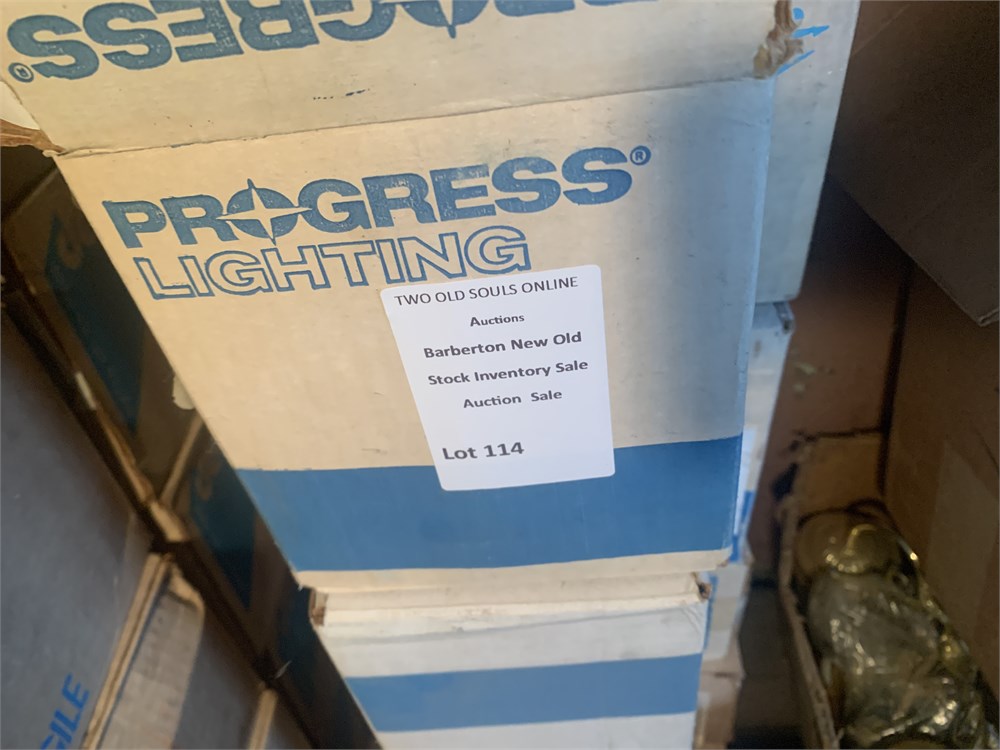 PROGRESS®
PROGRESS®
LIGHTING
TWO OLD SOULS ONLINE
Auctions
Barberton New Old
Stock Inventory Sale
Auction Sale
Lot 114